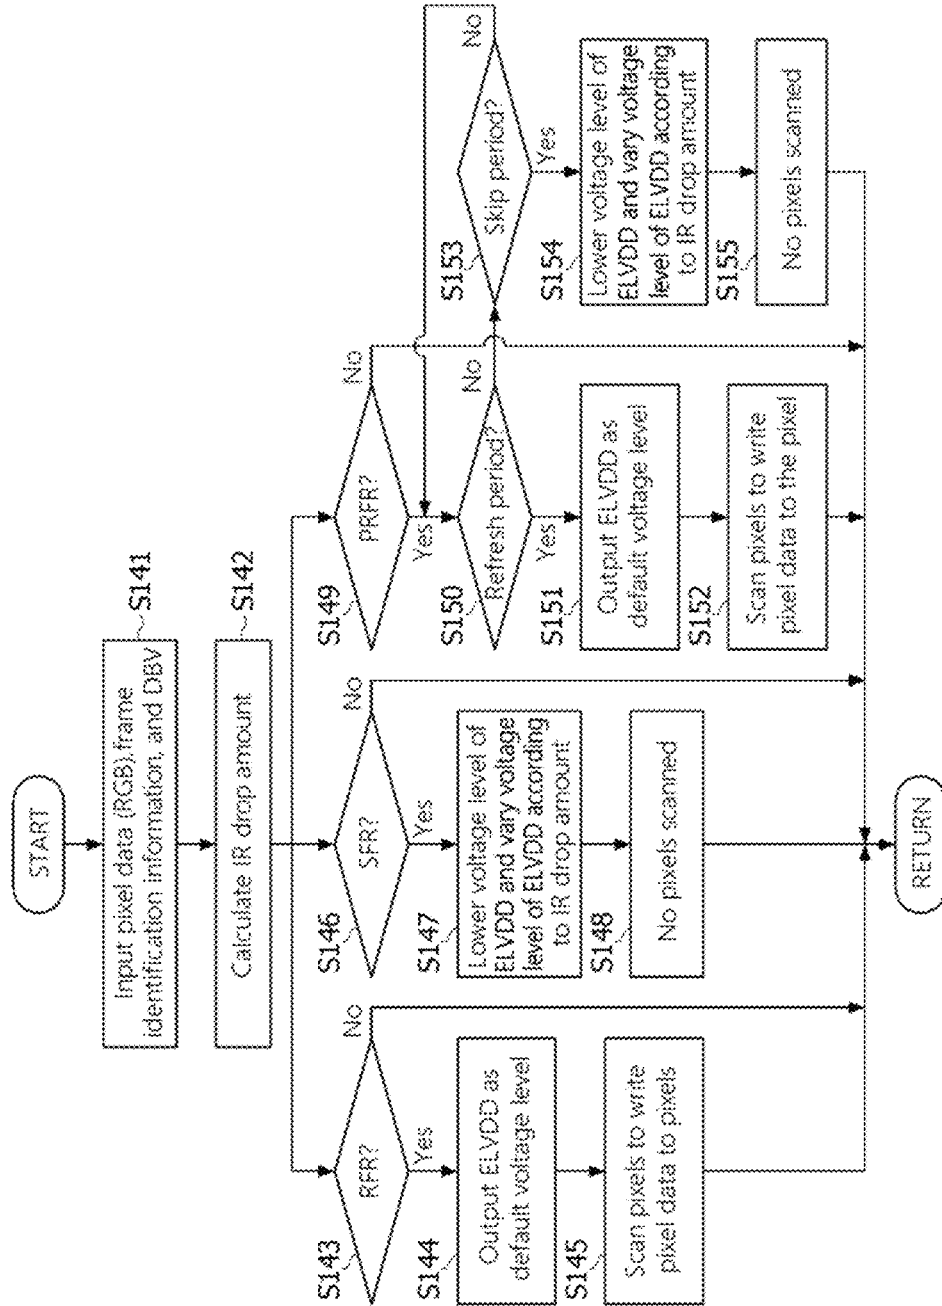 START
Input pixel data (RGB),frame
identification information, and DBV
S141
Calculate IR drop amount
S142
RFR?
S143
Yes
No
Output ELVDD as
default voltage level
S144
Scan pixels to write
pixel data to pixels
S145
SFR?
S146
Yes
No
Lower voltage level of
ELVDD and vary voltage
level of ELVDD according
to IR drop amount
S147
No pixels scanned
S148
PRFR?
S149
Yes
No
Refresh period?
S150
Yes
No
Output ELVDD as
default voltage level
S151
Scan pixels to write
pixel data to the pixel
S152
Skip period?
S153
Yes
No
Lower voltage level of
ELVDD and vary voltage
level of ELVDD according
to IR drop amount
S154
No pixels scanned
S155
RETURN